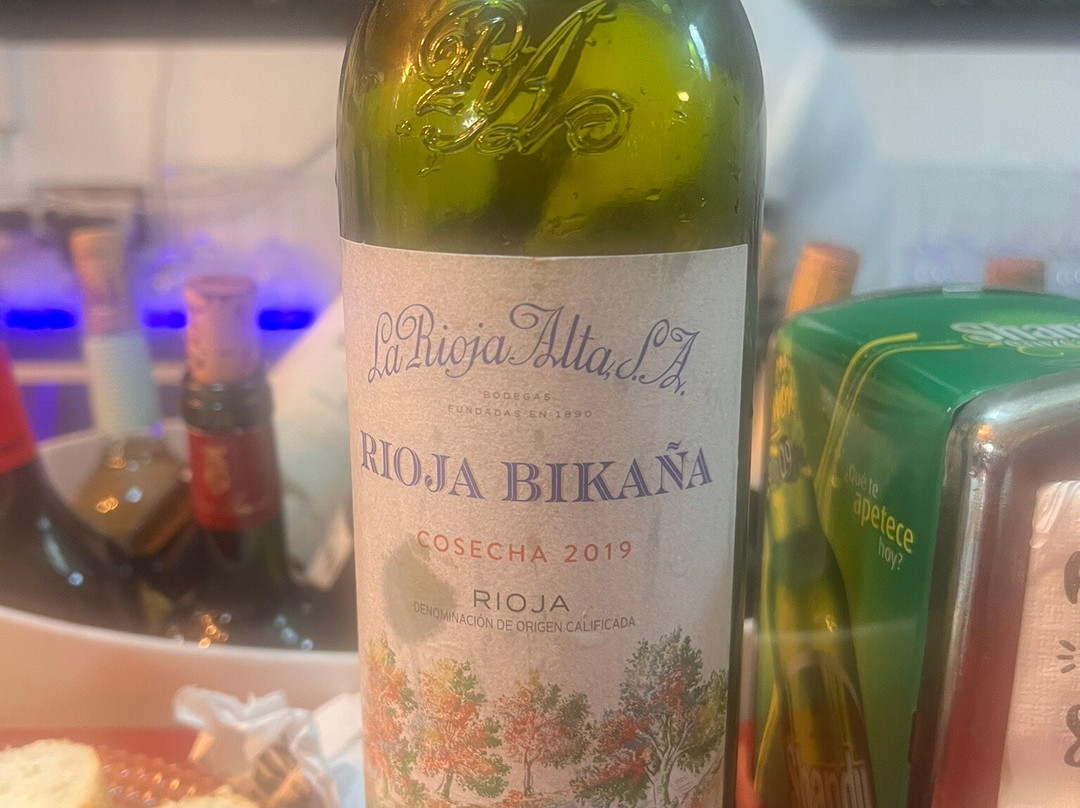 La Rioja Alta, S.A.
BODEGAS
FUNDADAS EN 1890
RIOJA BIKAÑA
COSECHA 2019
RIOJA
DENOMINACIÓN DE ORIGEN CALIFICADA
¿Qué te
apetece
hoy?